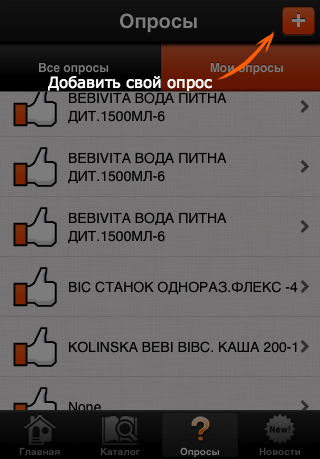 Опросы
+
Все опросы
Мои опросы
Добавить свой опрос
BEBIVITA ВОДА ПИТНА
ДИТ.1500МЛ-6
BEBIVITA ВОДА ПИТНА
ДИТ.1500МЛ-6
BEBIVITA ВОДА ПИТНА
ДИТ.1500МЛ-6
BIC СТАНОК ОДНОРАЗ.ФЛЕКС -4
KOLINSKA BEBI ВІВС. КАША 200-1
None
Главная
Каталог
Опросы
New!
Новости